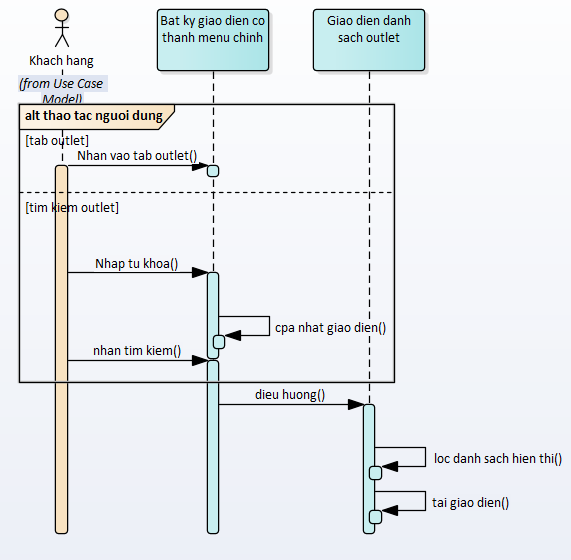 Bat ky giao dien co
thanh menu chinh
Giao dien danh
sach outlet
Khach hang
(from Use Case
Model)
alt thao tac nguoi dung
[tab outlet]
Nhan vao tab outlet()
[tim kiem outlet]
Nhap tu khoa()
cpa nhat giao dien()
nhan tim kiem()
dieu huong()
loc danh sach hien thi()
tai giao dien()